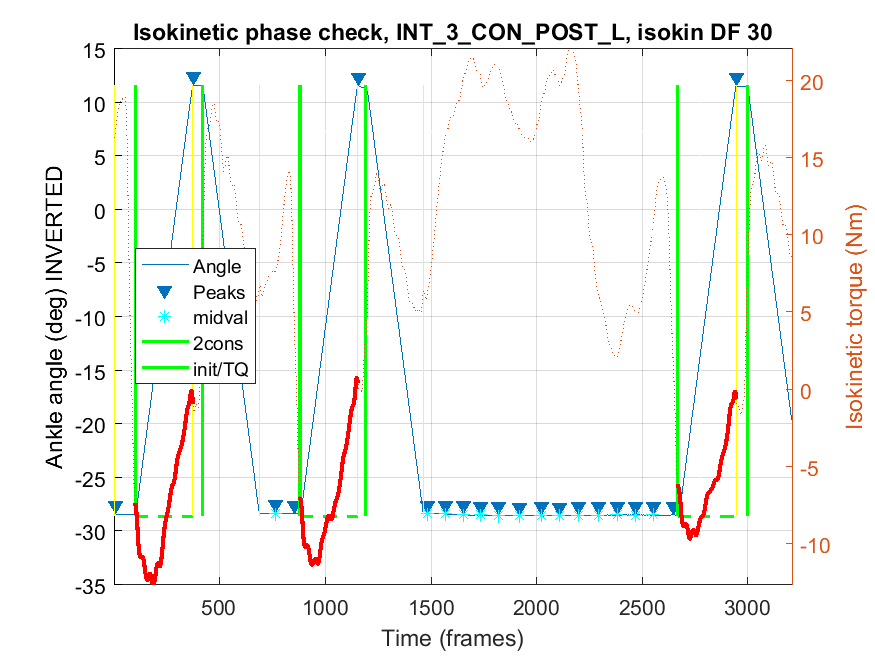 Isokinetic phase check, INT_3_CON_POST_L, isokin DF 30
15
10
5
0
-5
-10
-15
-20
-25
-30
-35
Ankle angle (deg) INVERTED
Angle
Peaks
midval
2cons
init/TQ
20
15
10
5
0
-5
-10
Isokinetic torque (Nm)
500
1000
1500
2000
2500
3000
Time (frames)